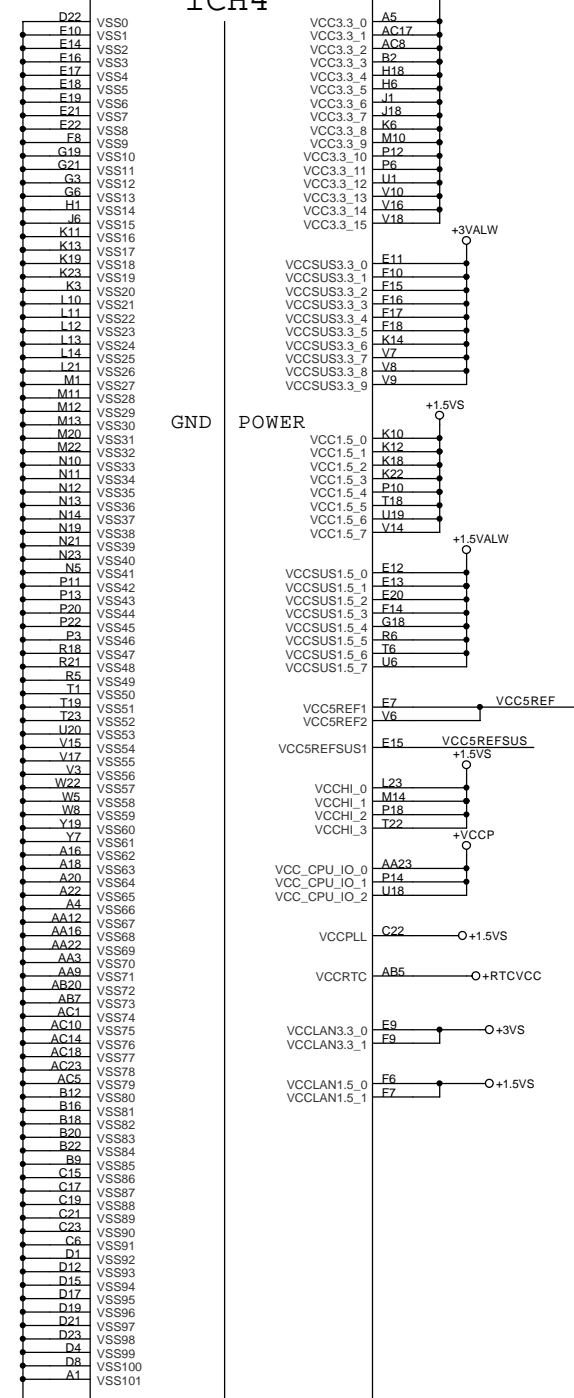 ICH4
D22 VSS0
E10 VSS1
E14 VSS2
E16 VSS3
E17 VSS4
E18 VSS5
E19 VSS6
E21 VSS7
E22 VSS8
F8 VSS9
G19 VSS10
G21 VSS11
G3 VSS12
G6 VSS13
H1 VSS14
J6 VSS15
K11 VSS16
K13 VSS17
K19 VSS18
K23 VSS19
K3 VSS20
L10 VSS21
L11 VSS22
L12 VSS23
L13 VSS24
L14 VSS25
L21 VSS26
M1 VSS27
M11 VSS28
M12 VSS29
M13 VSS30
M20 VSS31
M22 VSS32
N10 VSS33
N11 VSS34
N12 VSS35
N13 VSS36
N14 VSS37
N19 VSS38
N21 VSS39
N23 VSS40
N5 VSS41
P11 VSS42
P13 VSS43
P20 VSS44
P22 VSS45
P3 VSS46
R18 VSS47
R21 VSS48
R5 VSS49
T1 VSS50
T19 VSS51
T23 VSS52
U20 VSS53
V15 VSS54
V17 VSS55
V3 VSS56
W22 VSS57
W5 VSS58
W8 VSS59
Y19 VSS60
Y7 VSS61
A16 VSS62
A18 VSS63
A20 VSS64
A22 VSS65
A4 VSS66
AA12 VSS67
AA16 VSS68
AA22 VSS69
AA3 VSS70
AA9 VSS71
AB20 VSS72
AB7 VSS73
AC1 VSS74
AC10 VSS75
AC14 VSS76
AC18 VSS77
AC23 VSS78
AC5 VSS79
B12 VSS80
B16 VSS81
B18 VSS82
B20 VSS83
B22 VSS84
B9 VSS85
C15 VSS86
C17 VSS87
C19 VSS88
C21 VSS89
C23 VSS90
C6 VSS91
D1 VSS92
D12 VSS93
D15 VSS94
D17 VSS95
D19 VSS96
D21 VSS97
D23 VSS98
D4 VSS99
D8 VSS100
A1 VSS101
GND
POWER
VCC3.3_0 A5
VCC3.3_1 AC17
VCC3.3_2 AC8
VCC3.3_3 B2
VCC3.3_4 H18
VCC3.3_5 H6
VCC3.3_6 J1
VCC3.3_7 J18
VCC3.3_8 K6
VCC3.3_9 M10
VCC3.3_10 P12
VCC3.3_11 P6
VCC3.3_12 U1
VCC3.3_13 V10
VCC3.3_14 V16
VCC3.3_15 V18
+3VALW
VCCSUS3.3_0 E11
VCCSUS3.3_1 F10
VCCSUS3.3_2 F15
VCCSUS3.3_3 F16
VCCSUS3.3_4 F17
VCCSUS3.3_5 F18
VCCSUS3.3_6 K14
VCCSUS3.3_7 V7
VCCSUS3.3_8 V8
VCCSUS3.3_9 V9
+1.5VS
VCC1.5_0 K10
VCC1.5_1 K12
VCC1.5_2 K18
VCC1.5_3 K22
VCC1.5_4 P10
VCC1.5_5 T18
VCC1.5_6 U19
VCC1.5_7 V14
+1.5VALW
VCCSUS1.5_0 E12
VCCSUS1.5_1 E13
VCCSUS1.5_2 E20
VCCSUS1.5_3 F14
VCCSUS1.5_4 G18
VCCSUS1.5_5 R6
VCCSUS1.5_6 T6
VCCSUS1.5_7 U6
VCC5REF1 E7 VCC5REF
VCC5REF2 V6
VCC5REFSUS1 E15 VCC5REFSUS
+1.5VS
VCCHI_0 L23
VCCHI_1 M14
VCCHI_2 P18
VCCHI_3 T22
+VCCP
VCC_CPU_IO_0 AA23
VCC_CPU_IO_1 P14
VCC_CPU_IO_2 U18
VCCPLL C22 +1.5VS
VCCRTC AB5 +RTCVCC
VCCLAN3.3_0 E9 +3VS
VCCLAN3.3_1 F9
VCCLAN1.5_0 F6 +1.5VS
VCCLAN1.5_1 F7